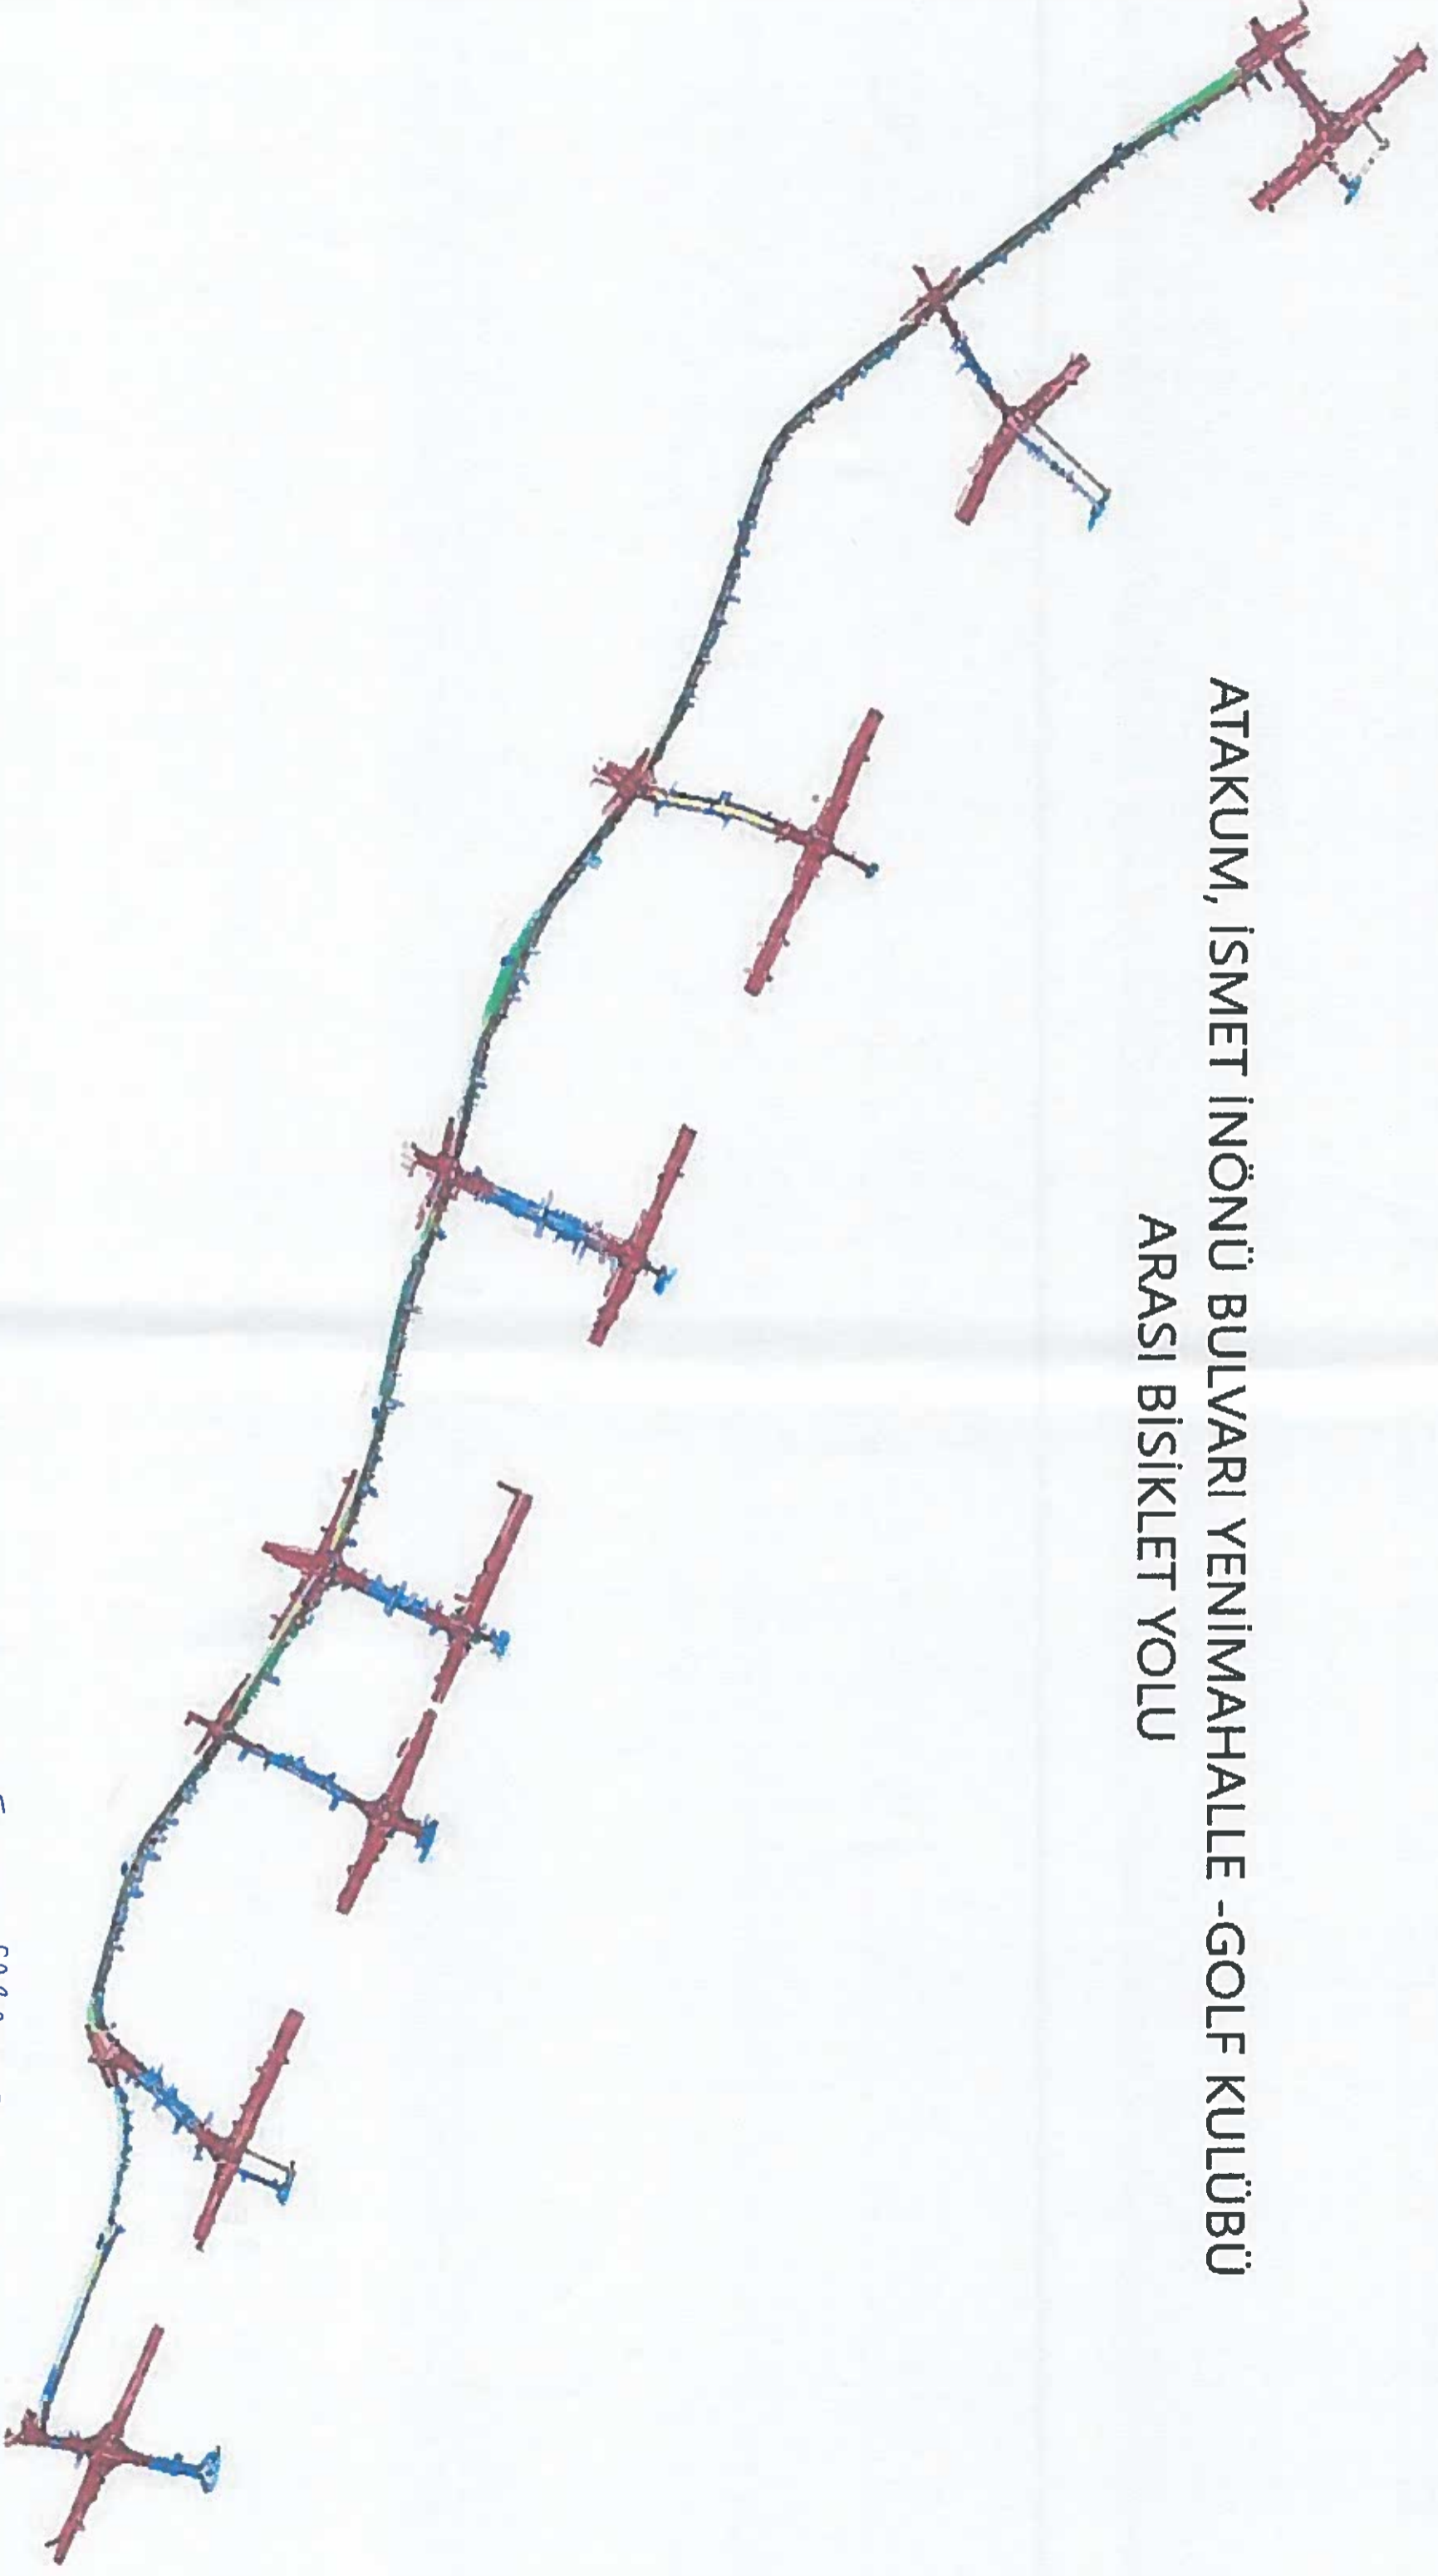 ATAKUM, İSMET İNÖNÜ BULVARI YENİMAHALLE -GOLF KULÜBÜ
ARASI BİSİKLET YOLU